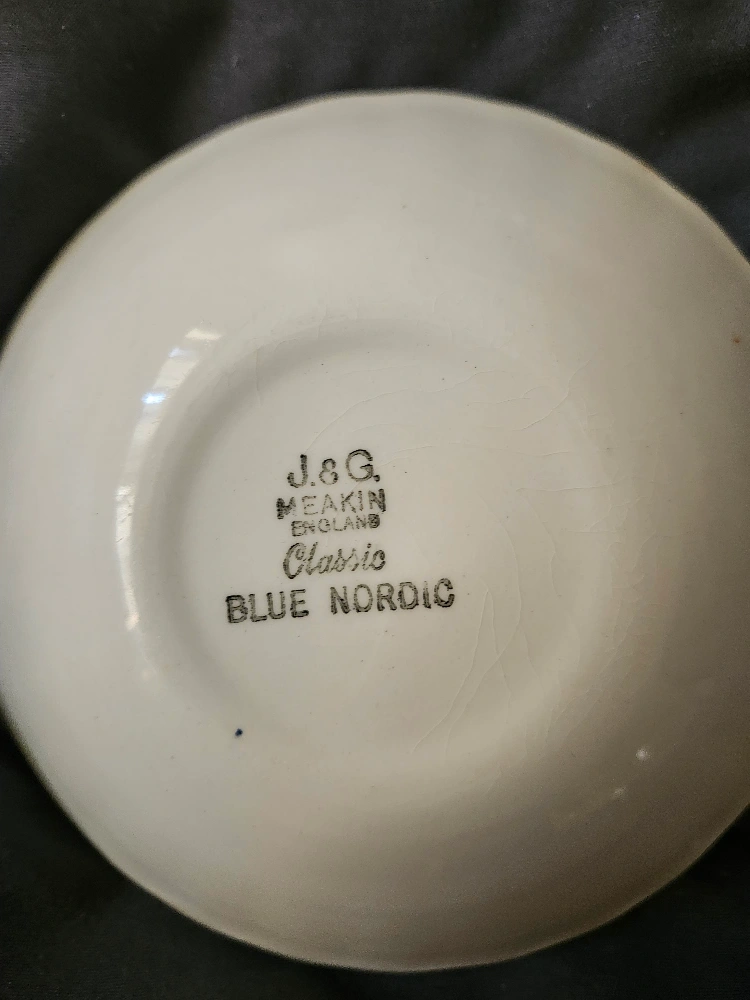 J. & G.
MEAKIN
ENGLAND
Classic
BLUE NORDIC